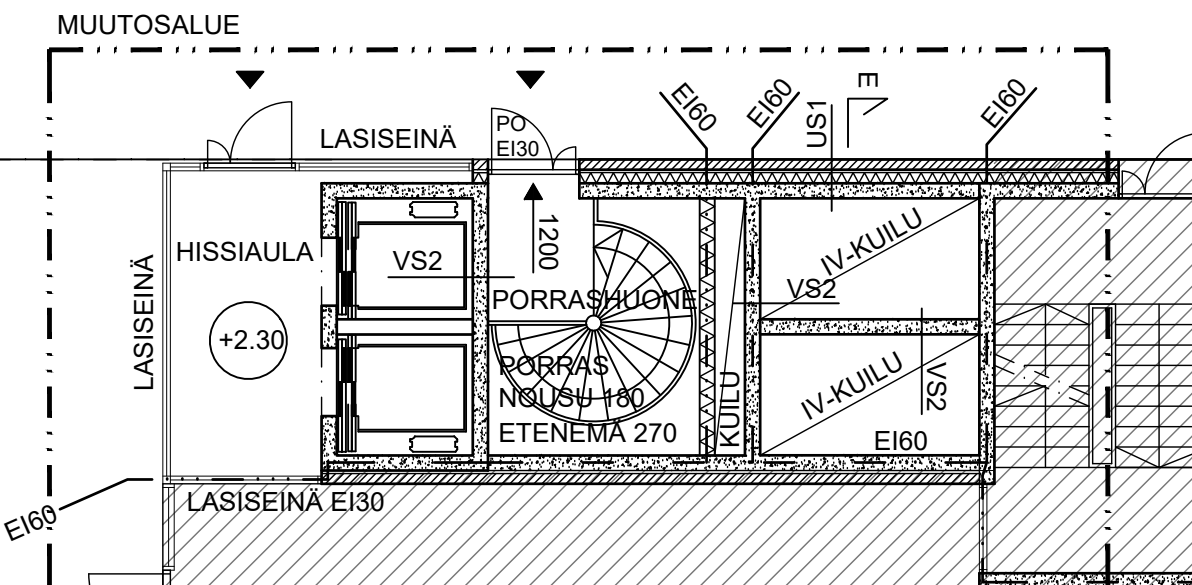 MUUTOSALUE
LASISEINÄ
PO
EI30
EI60
EI60
US1
E
EI60
LASISEINÄ
HISSIAULA
VS2
1200
IV-KUILU
VS2
PORRASHUONE
+2.30
PORRAS
NOUSU 180
ETENEMÄ 270
KUILU
IV-KUILU
VS2
EI60
LASISEINÄ EI30
EI60